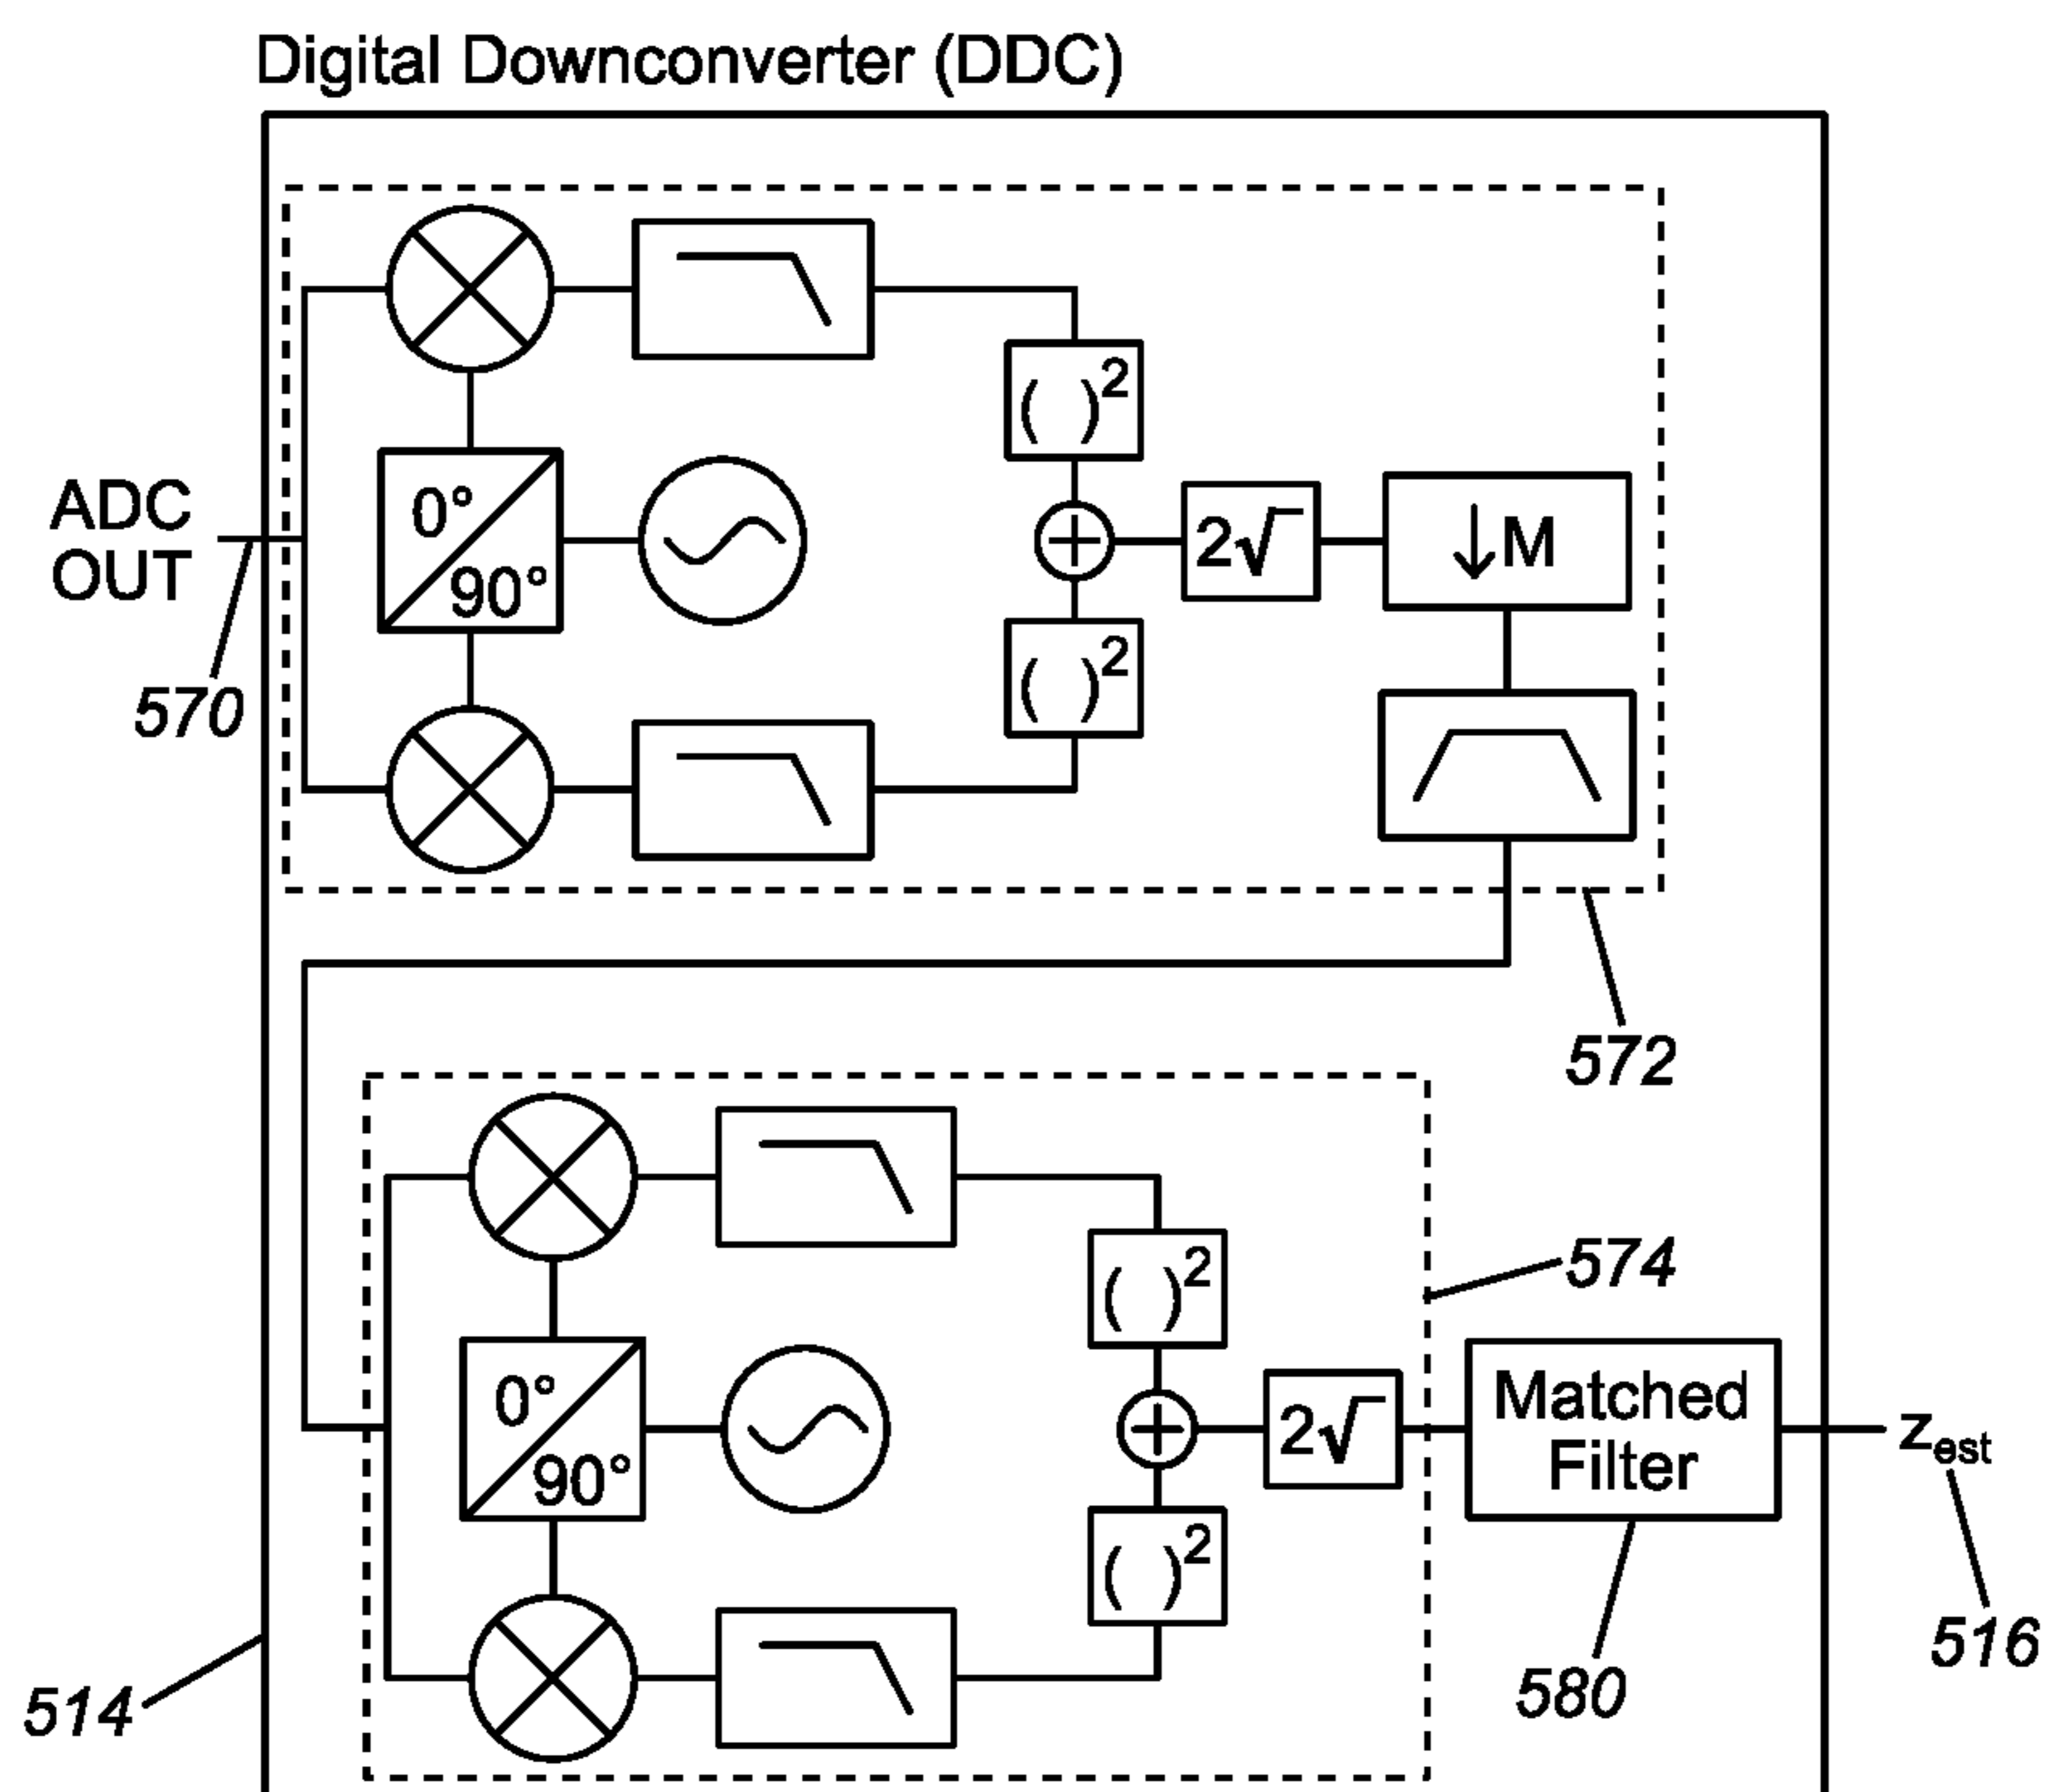 Digital Downconverter (DDC)
( )²
ADC
OUT
0°
90°
2√
↓M
570
( )²
572
( )²
574
0°
90°
2√
Matched
Filter
z_est
( )²
516
580
514